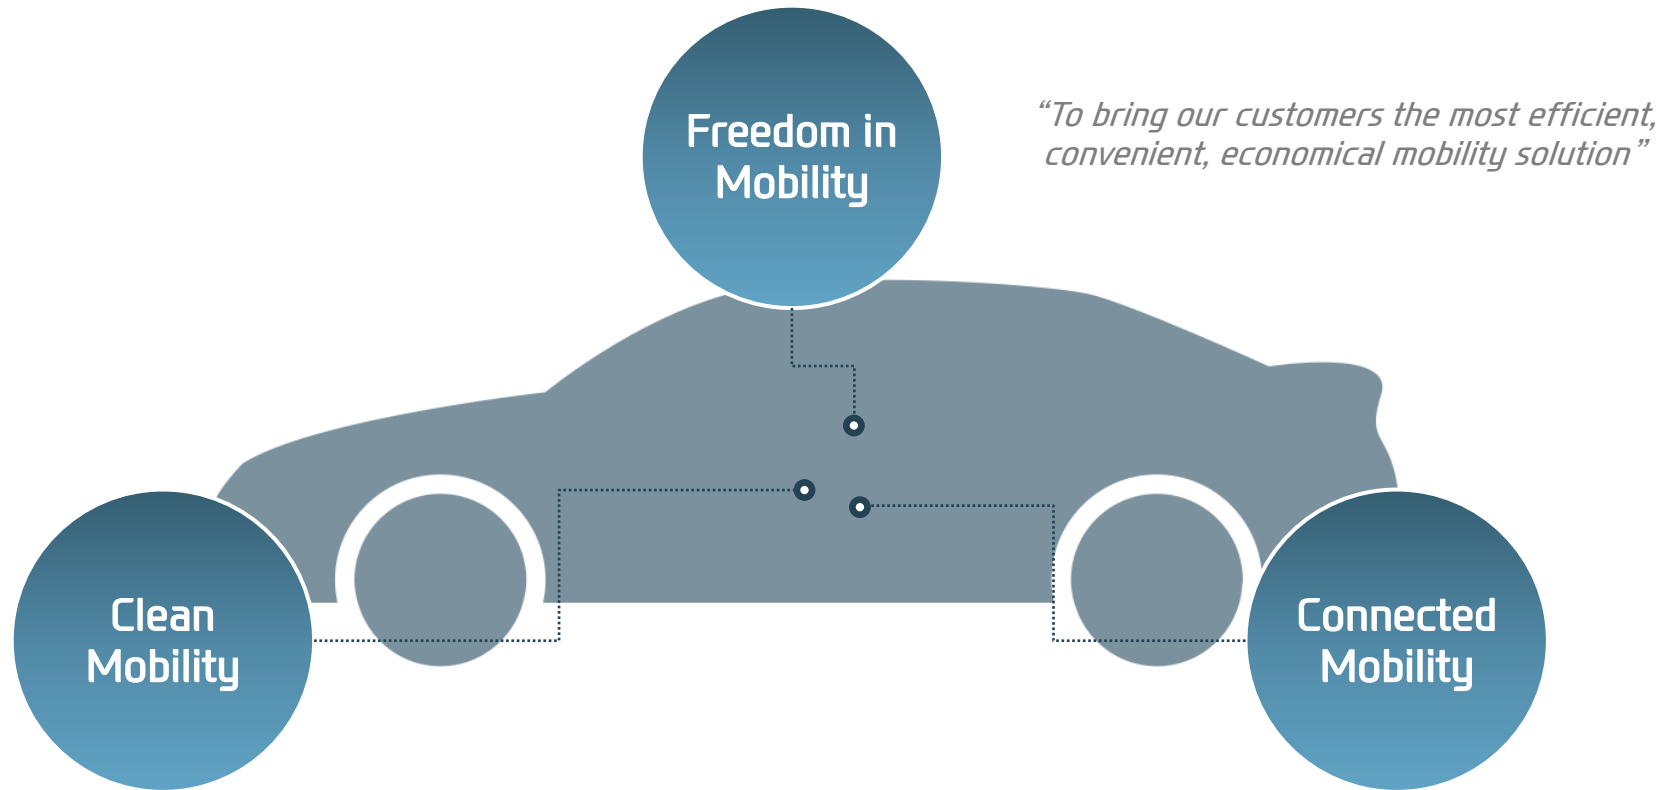 Freedom in
Mobility
“To bring our customers the most efficient,
convenient, economical mobility solution”
Clean
Mobility
Connected
Mobility